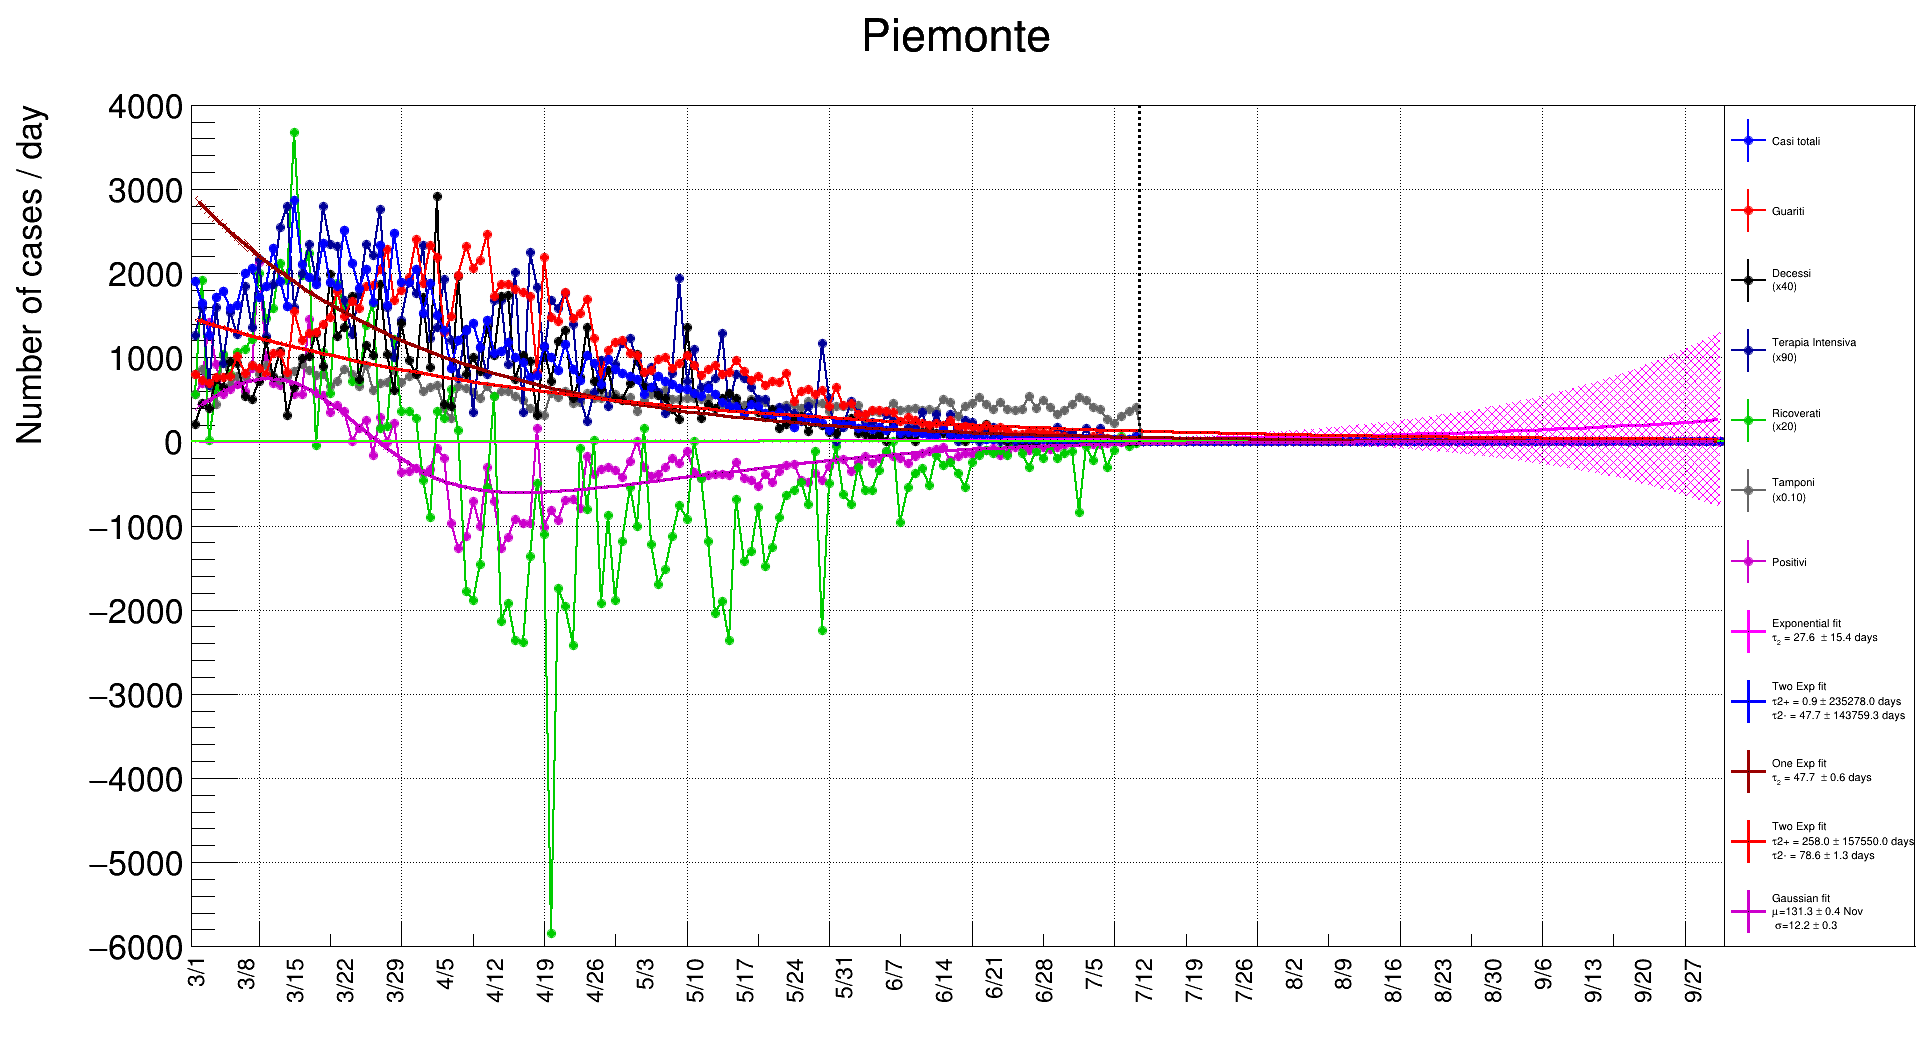 Piemonte
Number of cases / day
4000
3000
2000
1000
0
−1000
−2000
−3000
−4000
−5000
−6000
3/1
3/8
3/15
3/22
3/29
4/5
4/12
4/19
4/26
5/3
5/10
5/17
5/24
5/31
6/7
6/14
6/21
6/28
7/5
7/12
7/19
7/26
8/2
8/9
8/16
8/23
8/30
9/6
9/13
9/20
9/27
Casi totali
Guariti
Decessi
(x40)
Terapia Intensiva
(x90)
Ricoverati
(x20)
Tamponi
(x0.10)
Positivi
Exponential fit
τ2 = 27.6 ± 15.4 days
Two Exp fit
τ2+ = 0.9 ± 235278.0 days
τ2- = 47.7 ± 143759.3 days
One Exp fit
τ2 = 47.7 ± 0.6 days
Two Exp fit
τ2+ = 258.0 ± 157550.0 days
τ2- = 78.6 ± 1.3 days
Gaussian fit
μ=131.3 ± 0.4 Nov
σ=12.2 ± 0.3